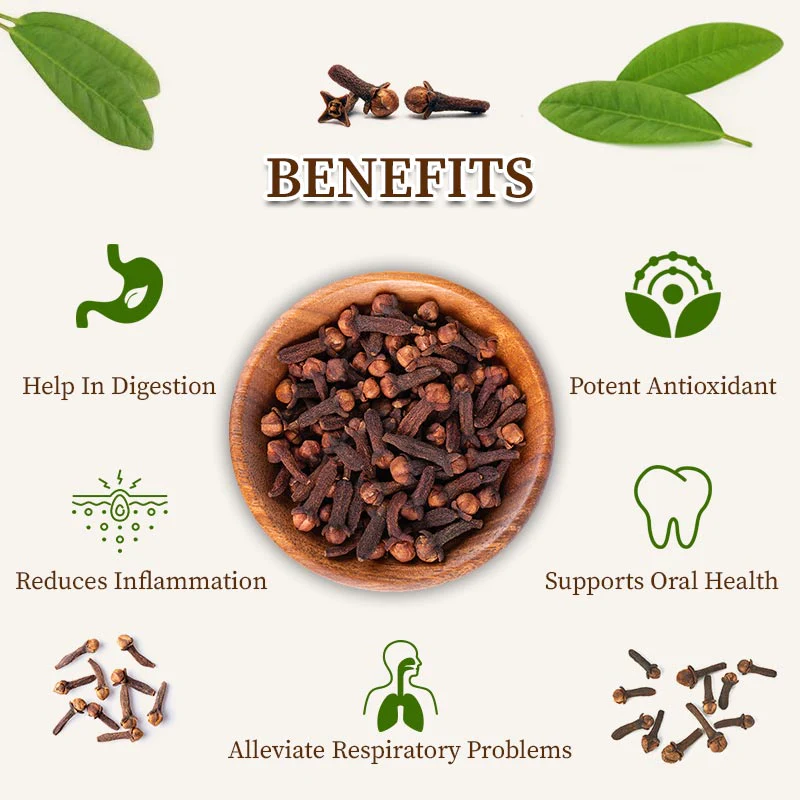 BENEFITS
Help In Digestion
Potent Antioxidant
Reduces Inflammation
Supports Oral Health
Alleviate Respiratory Problems